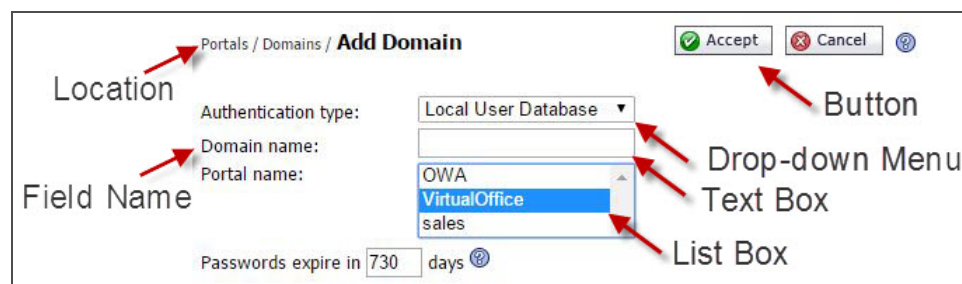 Portals / Domains / Add Domain
Accept
Cancel
Location
Button
Authentication type:
Local User Database
Domain name:
Drop-down Menu
Portal name:
OWA
Field Name
VirtualOffice
Text Box
sales
List Box
Passwords expire in 730 days